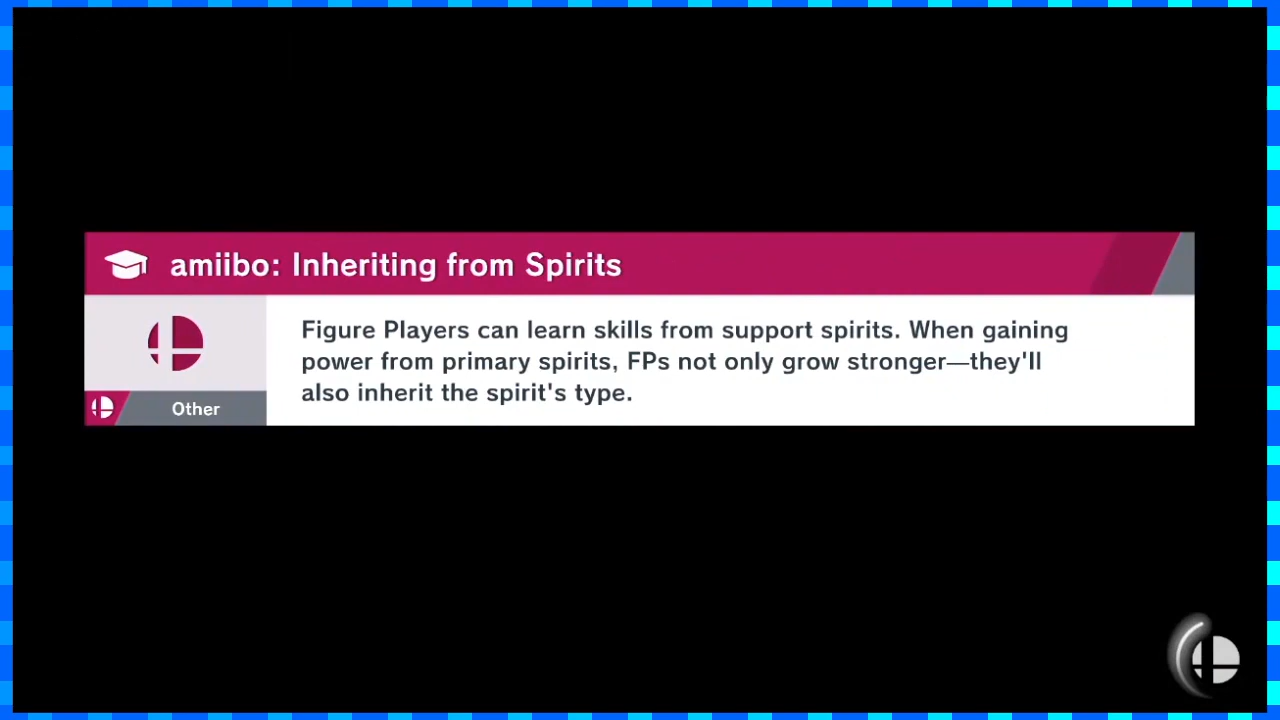 amiibo: Inheriting from Spirits
Figure Players can learn skills from support spirits. When gaining
power from primary spirits, FPs not only grow stronger—they'll
also inherit the spirit's type.
Other